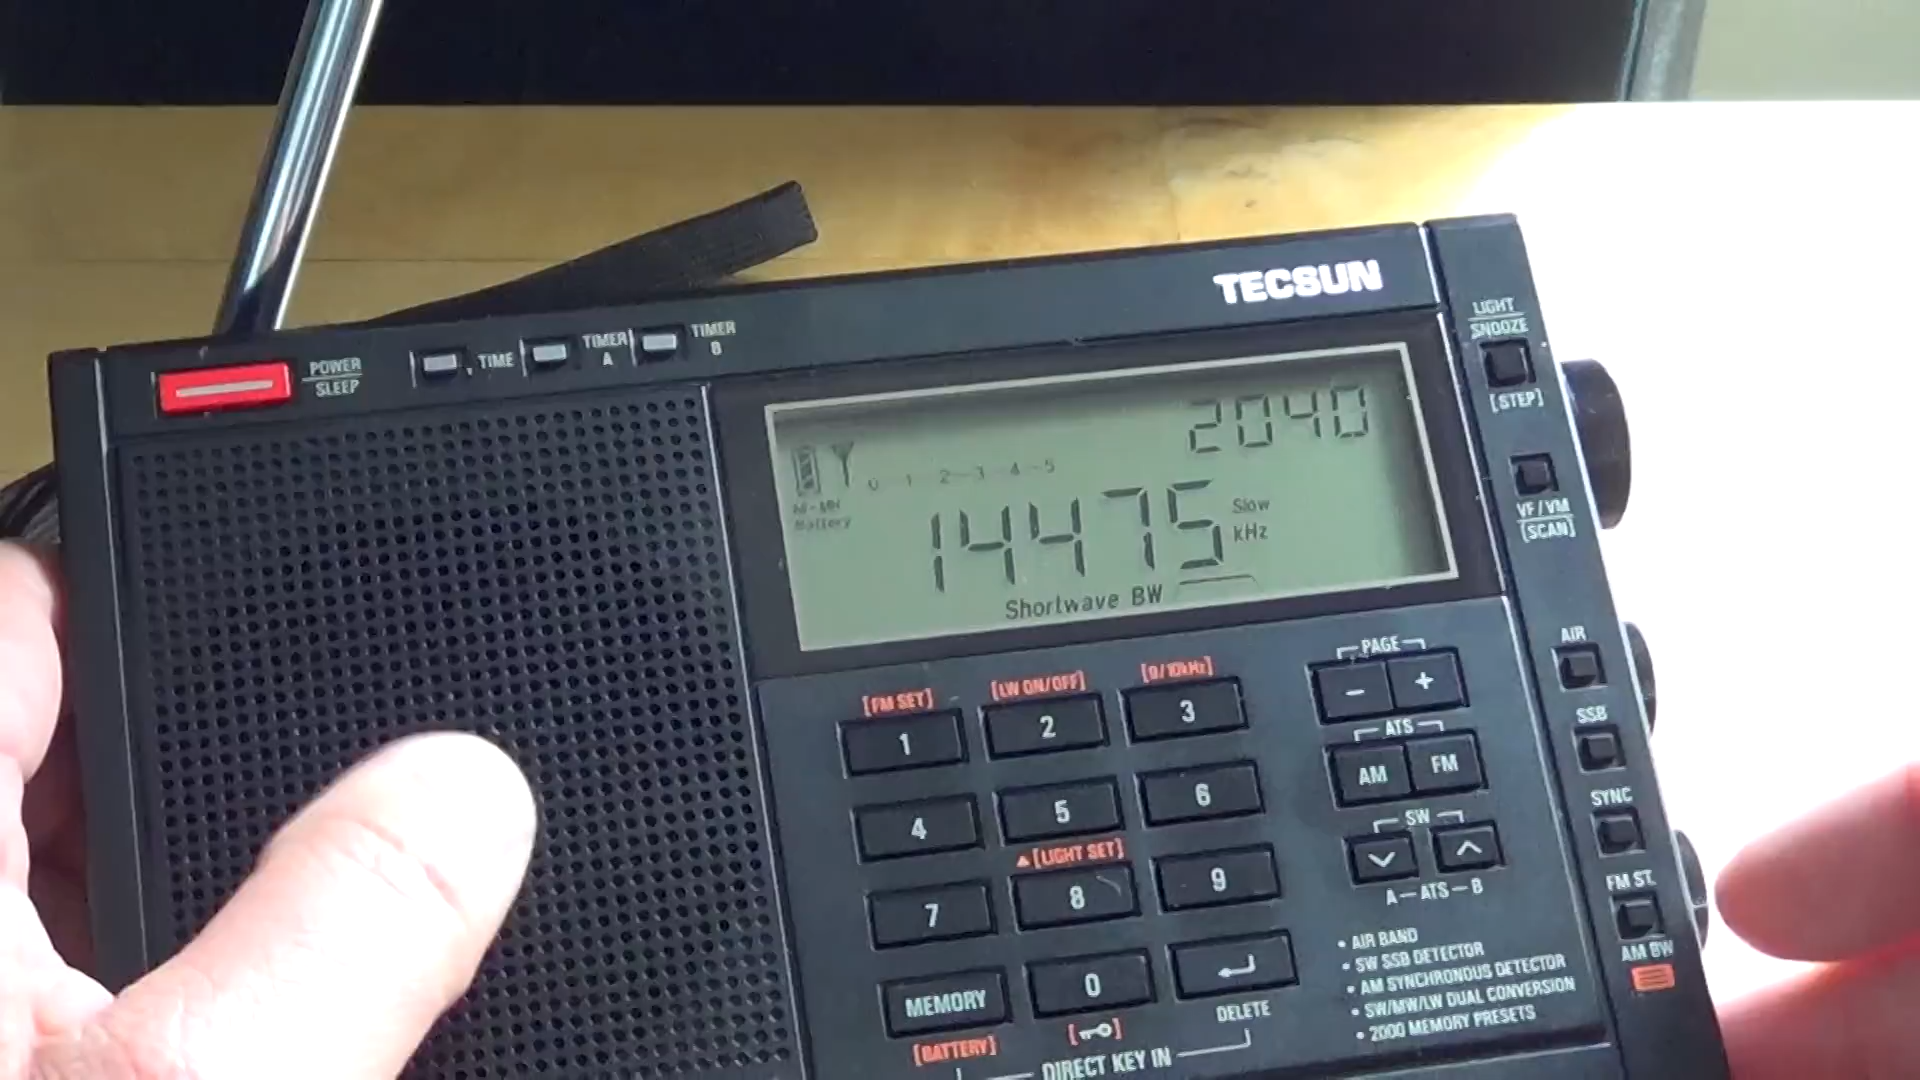 TECSUN
POWER
SLEEP
TIME
TIMER
A
TIMER
B
LIGHT
SNOOZE
[STEP]
2040
0 1 2 3 4 5
Ni-MH
Battery
14475
Slow
kHz
Shortwave BW
VF/VM
[SCAN]
AIR
SSB
SYNC
FM ST.
AM BW
PAGE
- +
ATS
AM FM
SW
A-ATS-B
[FM SET]
[LW ON/OFF]
[9/10kHz]
1 2 3
4 5 6
[LIGHT SET]
7 8 9
MEMORY 0
[BATTERY]
DELETE
DIRECT KEY IN
• AIR BAND
• SW SSB DETECTOR
• AM SYNCHRONOUS DETECTOR
• SW/MW/LW DUAL CONVERSION
• 2000 MEMORY PRESETS